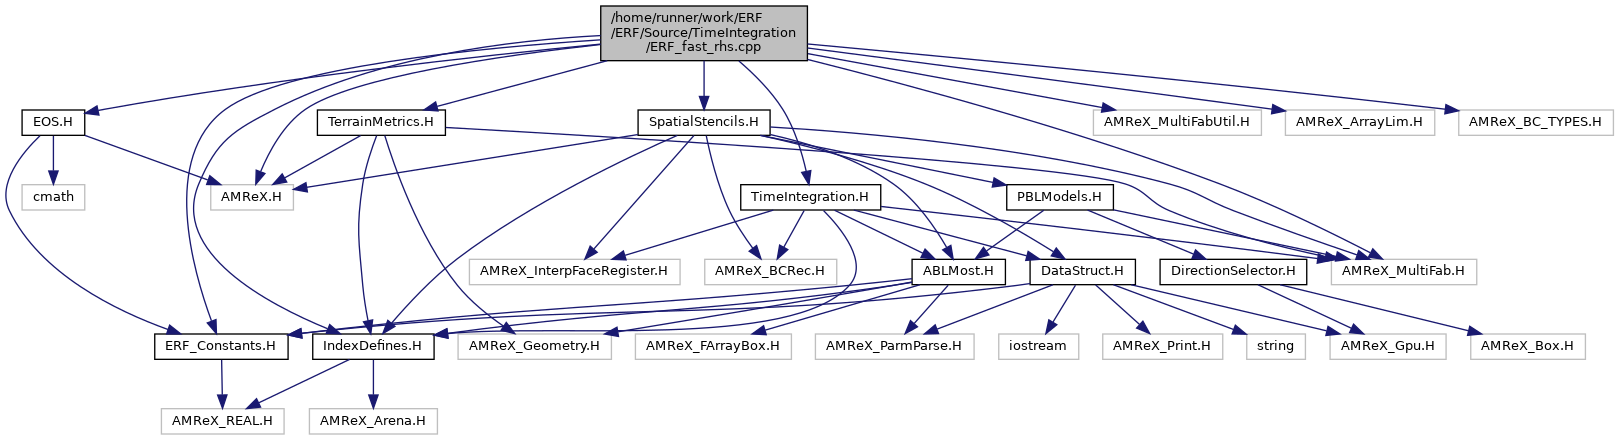 /home/runner/work/ERF
/ERF/Source/TimeIntegration
/ERF_fast_rhs.cpp
EOS.H
TerrainMetrics.H
SpatialStencils.H
AMReX_MultiFabUtil.H
AMReX_ArrayLim.H
AMReX_BC_TYPES.H
cmath
AMReX.H
TimeIntegration.H
PBLModels.H
AMReX_InterpFaceRegister.H
AMReX_BCRec.H
ABLMost.H
DataStruct.H
DirectionSelector.H
AMReX_MultiFab.H
ERF_Constants.H
IndexDefines.H
AMReX_Geometry.H
AMReX_FArrayBox.H
AMReX_ParmParse.H
iostream
AMReX_Print.H
string
AMReX_Gpu.H
AMReX_Box.H
AMReX_REAL.H
AMReX_Arena.H